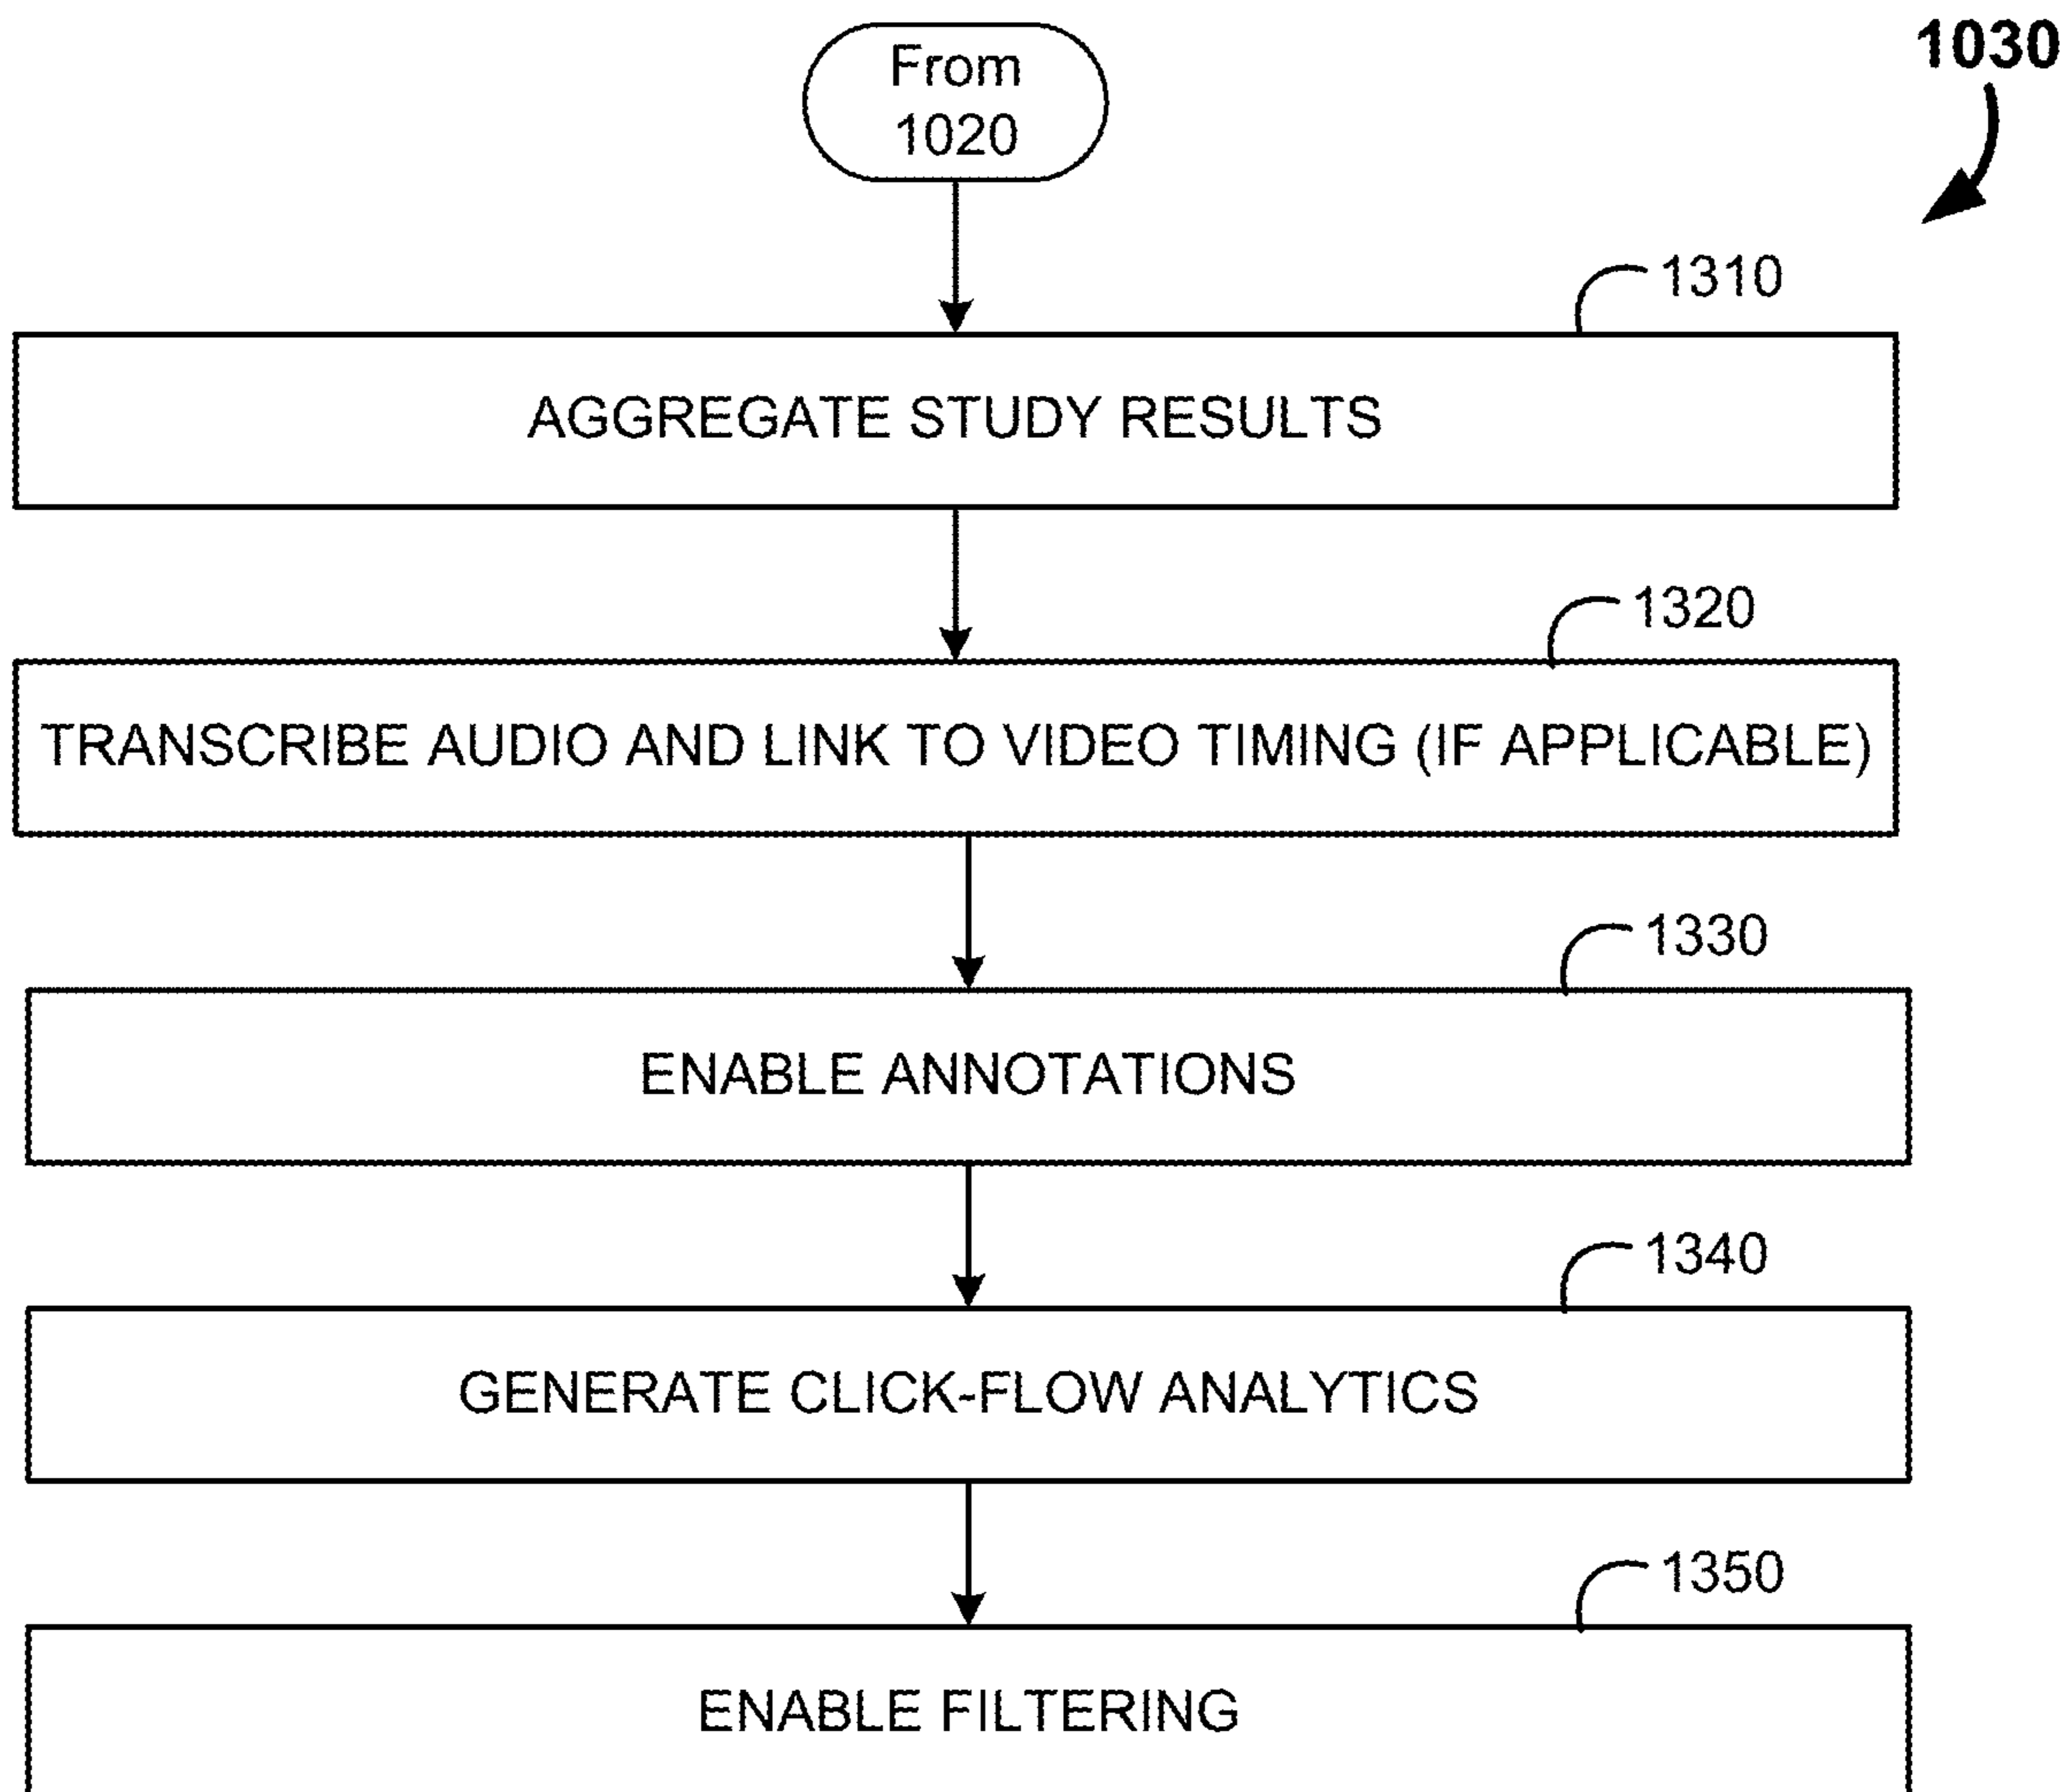 From
1020
1030
1310
AGGREGATE STUDY RESULTS
1320
TRANSCRIBE AUDIO AND LINK TO VIDEO TIMING (IF APPLICABLE)
1330
ENABLE ANNOTATIONS
1340
GENERATE CLICK-FLOW ANALYTICS
1350
ENABLE FILTERING